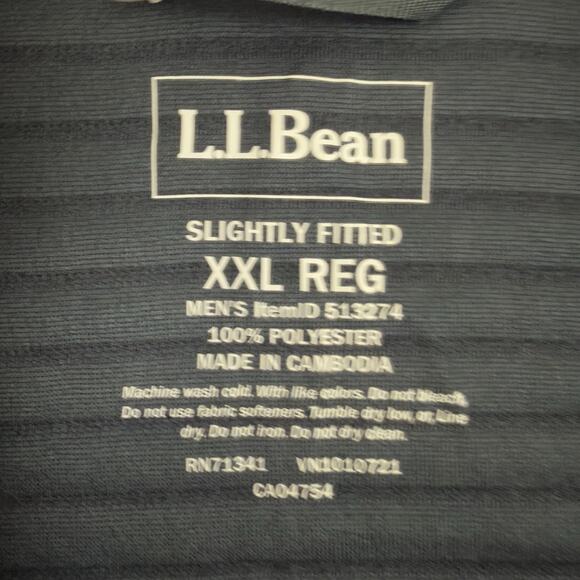 L.L.Bean
SLIGHTLY FITTED
XXL REG
MEN'S ItemID 513274
100% POLYESTER
MADE IN CAMBODIA
Machine wash cold. With like colors. Do not bleach.
Do not use fabric softeners. Tumble dry low, or, Line
dry. Do not iron. Do not dry clean.
RN71341 VN1010721
CA04754